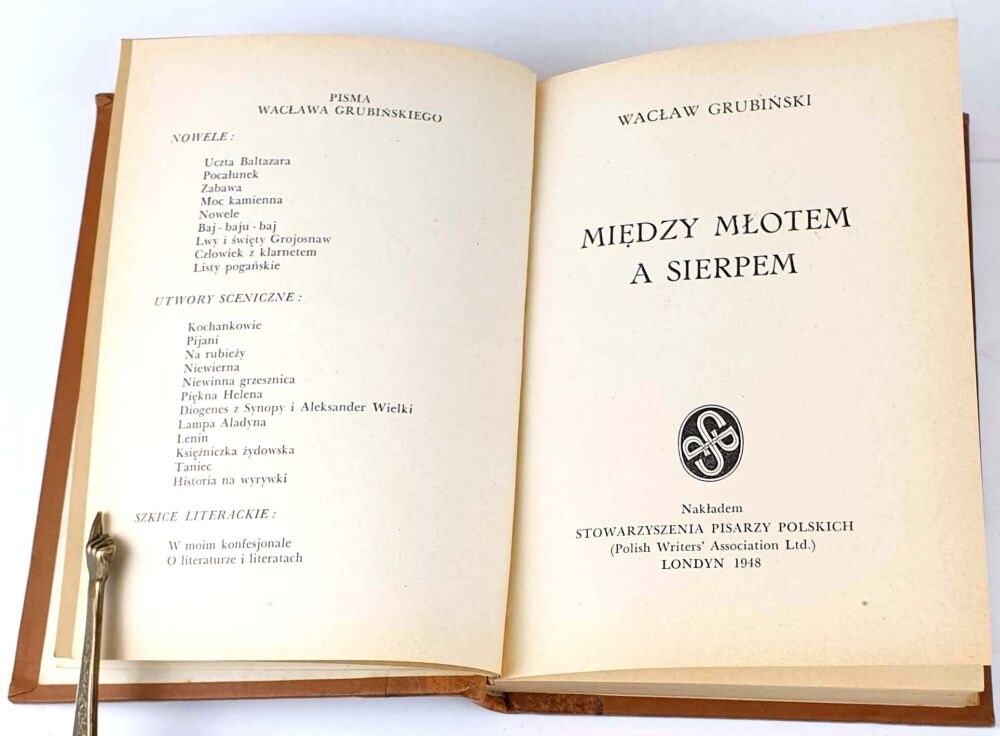 PISMA
WACŁAWA GRUBIŃSKIEGO
NOWELE:
Uczta Baltazara
Pocałunek
Zabawa
Moc kamienna
Nowele
Baj - baju - baj
Lwy i święty Grojosnaw
Człowiek z klarnetem
Listy pogańskie
UTWORY SCENICZNE:
Kochankowie
Pijani
Na rubieży
Niewierna
Niewinna grzesznica
Piękna Helena
Diogenes z Synopy i Aleksander Wielki
Lampa Aladyna
Lenin
Księżniczka żydowska
Taniec
Historia na wyrywki
SZKICE LITERACKIE:
W moim konfesjonale
O literaturze i literatach
WACŁAW GRUBIŃSKI
MIĘDZY MŁOTEM
A SIERPEM
Nakładem
STOWARZYSZENIA PISARZY POLSKICH
(Polish Writers' Association Ltd.)
LONDYN 1948